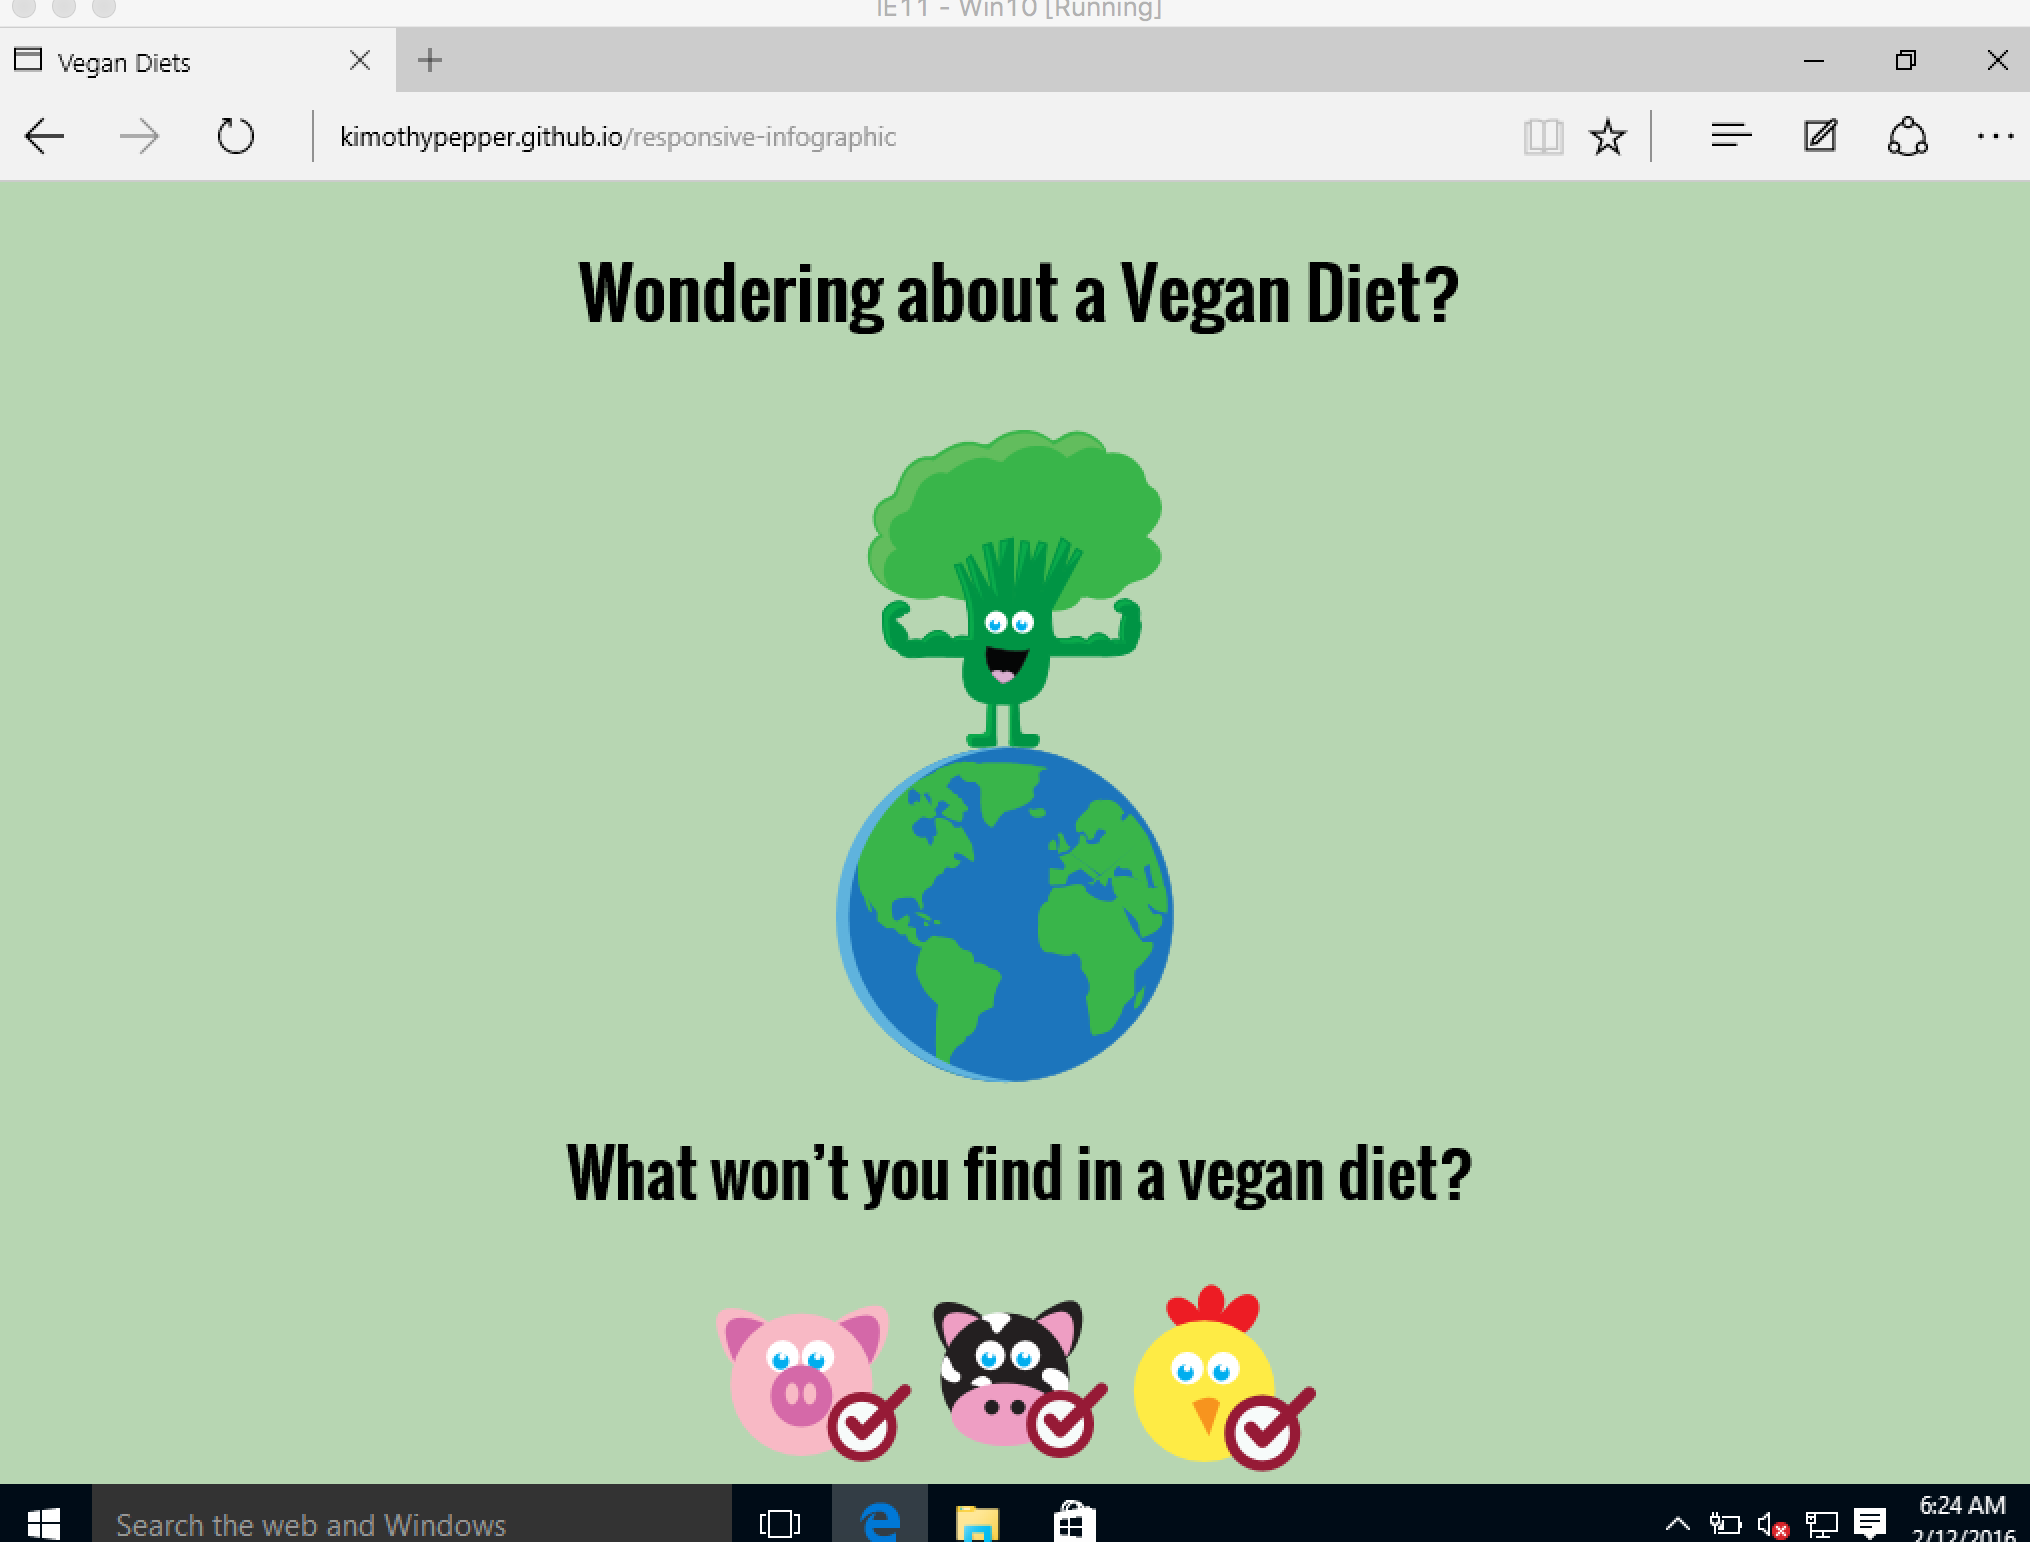 IE11 - Win10 [Running]
Vegan Diets
kimothypepper.github.io/responsive-infographic
Wondering about a Vegan Diet?
What won’t you find in a vegan diet?
Search the web and Windows
6:24 AM
2/12/2016